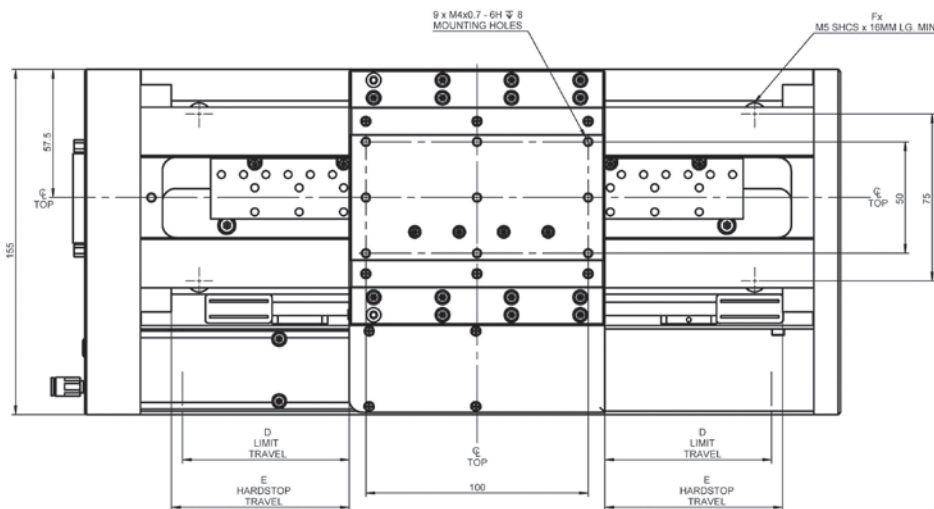 9 x M4x0.7 - 6H ↧ 8
MOUNTING HOLES
Fx
M5 SHCS x 16MM LG. MIN
57.5
155
℄
TOP
℄
TOP
50
75
D
LIMIT
TRAVEL
E
HARDSTOP
TRAVEL
℄
TOP
100
D
LIMIT
TRAVEL
E
HARDSTOP
TRAVEL